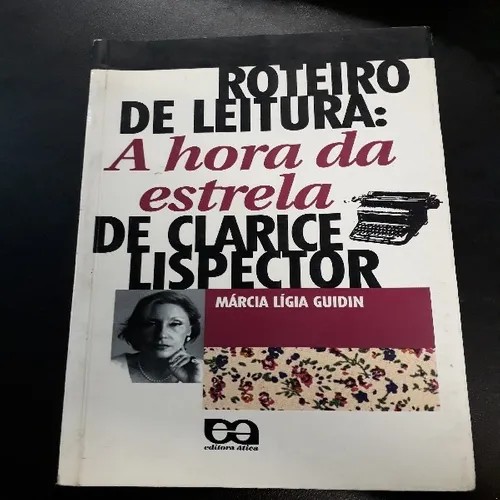 ROTEIRO
DE LEITURA:
A hora da
estrela
DE CLARICE
LISPECTOR
MÁRCIA LÍGIA GUIDIN
editora ática